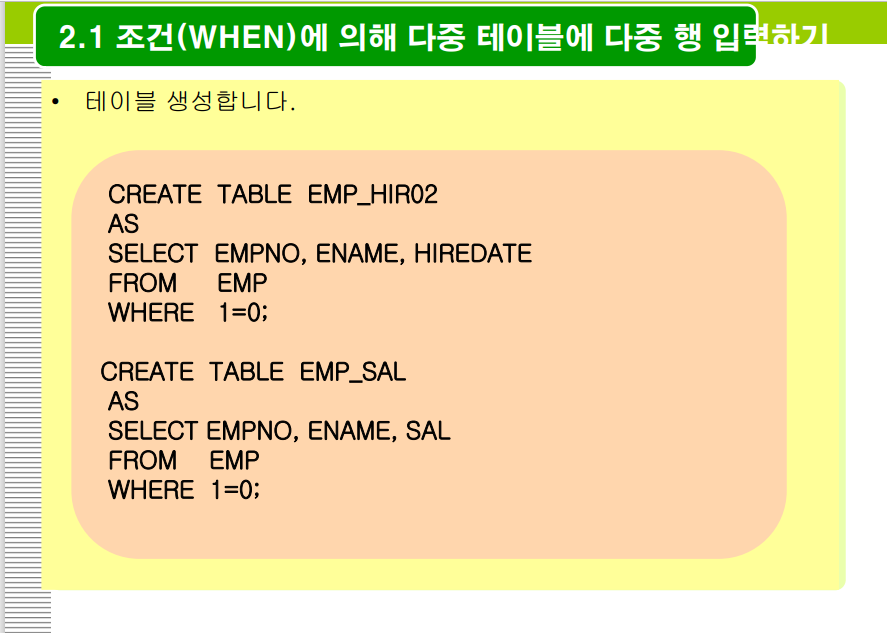 2.1 조건(WHEN)에 의해 다중 테이블에 다중 행 입력하기
• 테이블 생성합니다.
CREATE TABLE EMP_HIR02
AS
SELECT EMPNO, ENAME, HIREDATE
FROM EMP
WHERE 1=0;
CREATE TABLE EMP_SAL
AS
SELECT EMPNO, ENAME, SAL
FROM EMP
WHERE 1=0;